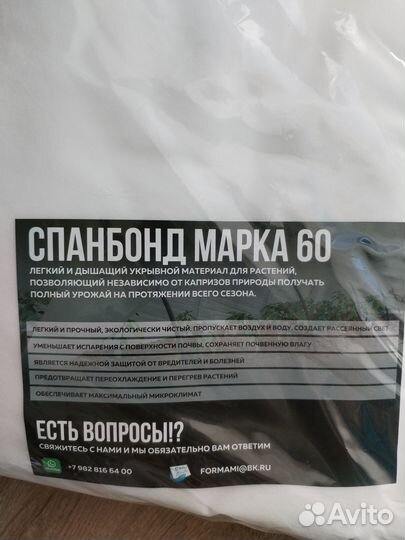 СПАНБОНД МАРКА 60
ЛЕГКИЙ И ДЫШАЩИЙ УКРЫВНОЙ МАТЕРИАЛ ДЛЯ РАСТЕНИЙ,
ПОЗВОЛЯЮЩИЙ НЕЗАВИСИМО ОТ КАПРИЗОВ ПРИРОДЫ ПОЛУЧАТЬ
ПОЛНЫЙ УРОЖАЙ НА ПРОТЯЖЕНИИ ВСЕГО СЕЗОНА.
ЛЕГКИЙ И ПРОЧНЫЙ, ЭКОЛОГИЧЕСКИ ЧИСТЫЙ, ПРОПУСКАЕТ ВОЗДУХ И ВОДУ, СОЗДАЕТ РАССЕЯННЫЙ СВЕТ
УМЕНЬШАЕТ ИСПАРЕНИЯ С ПОВЕРХНОСТИ ПОЧВЫ, СОХРАНЯЕТ ПОЧВЕННУЮ ВЛАГУ
ЯВЛЯЕТСЯ НАДЕЖНОЙ ЗАЩИТОЙ ОТ ВРЕДИТЕЛЕЙ И БОЛЕЗНЕЙ
ПРЕДОТВРАЩАЕТ ПЕРЕОХЛАЖДЕНИЕ И ПЕРЕГРЕВ РАСТЕНИЙ
ОБЕСПЕЧИВАЕТ МАКСИМАЛЬНЫЙ МИКРОКЛИМАТ
ЕСТЬ ВОПРОСЫ!?
СВЯЖИТЕСЬ С НАМИ И МЫ ОБЯЗАТЕЛЬНО ВАМ ОТВЕТИМ
+7 982 816 64 00 FORMAMI@BK.RU
Avito